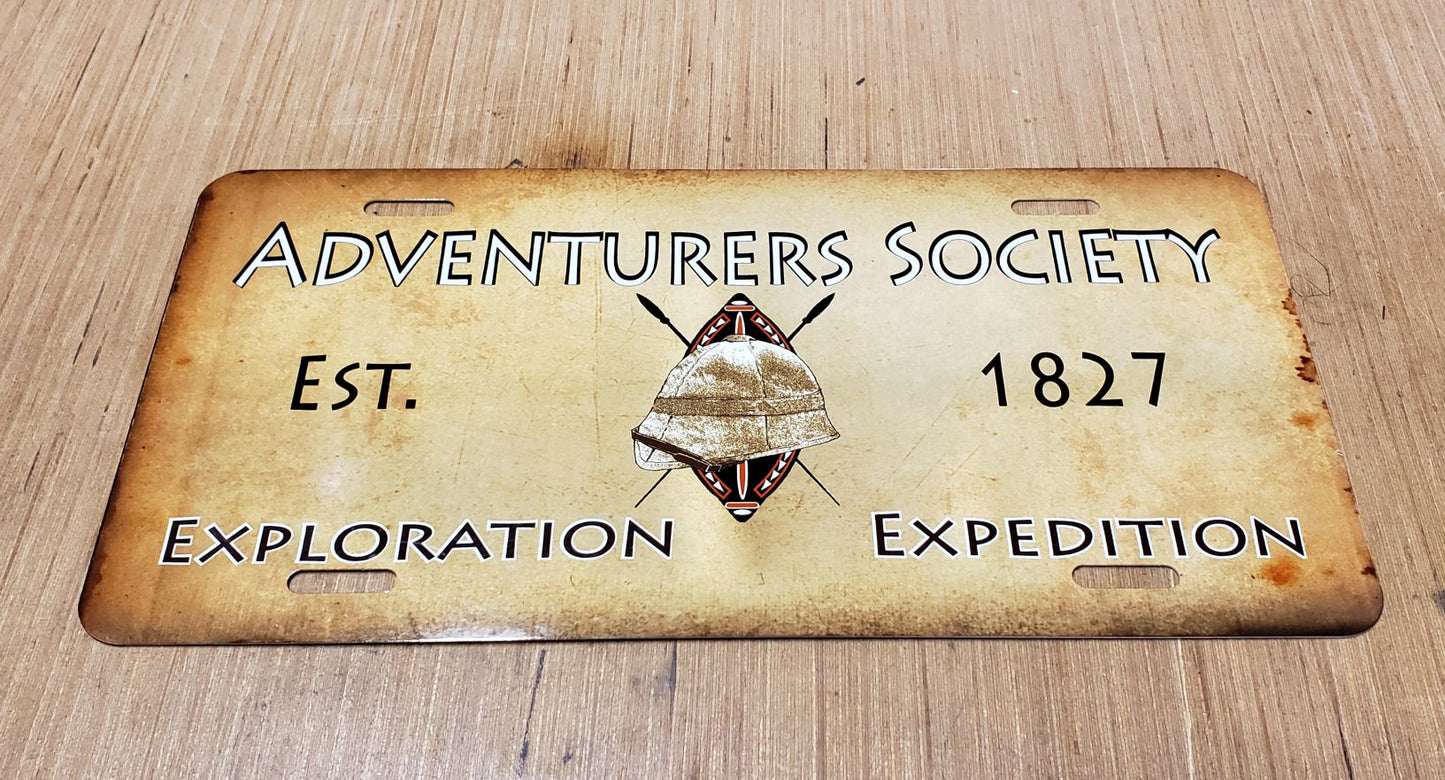 Adventurers Society
Est. 1827
Exploration Expedition